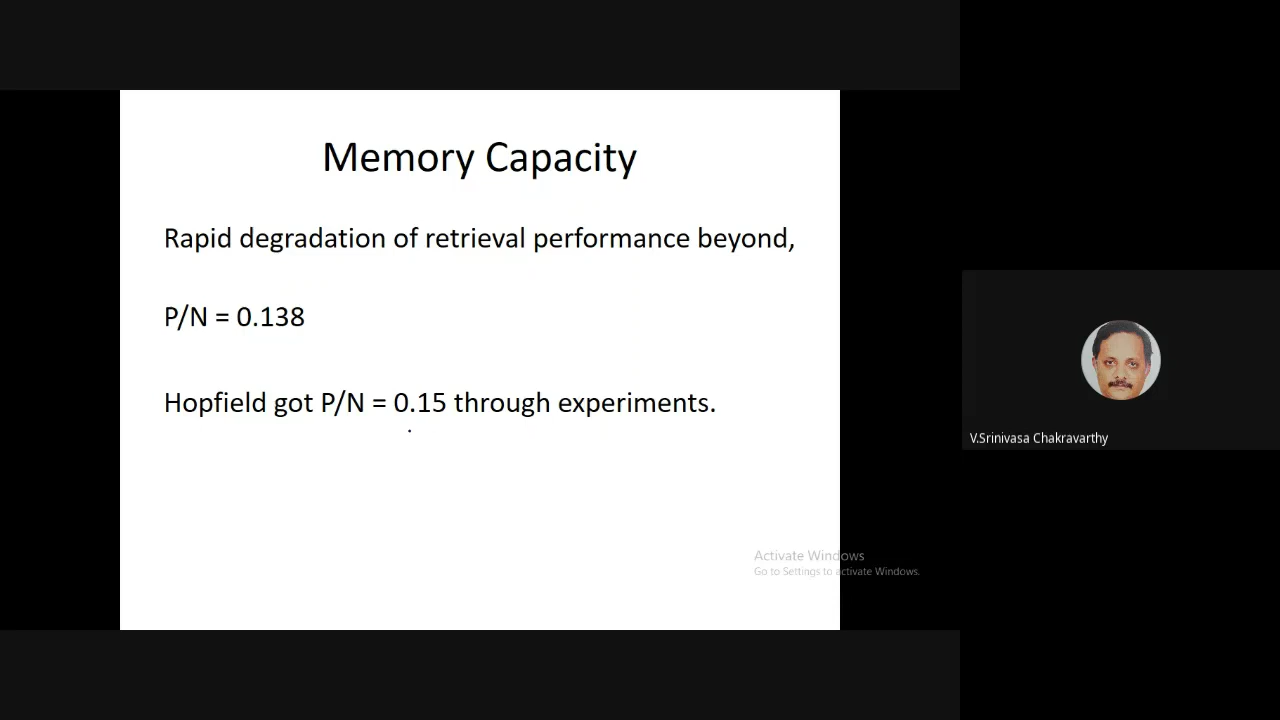 Memory Capacity
Rapid degradation of retrieval performance beyond,
P/N = 0.138
Hopfield got P/N = 0.15 through experiments.
V.Srinivasa Chakravarthy
Activate Windows
Go to Settings to activate Windows.